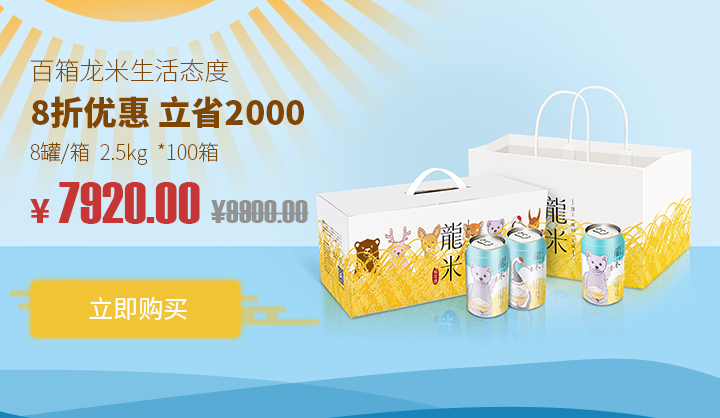 百箱龙米生活态度
8折优惠 立省2000
8罐/箱 2.5kg *100箱
¥ 7920.00 ¥9900.00
立即购买
龍米
龍米